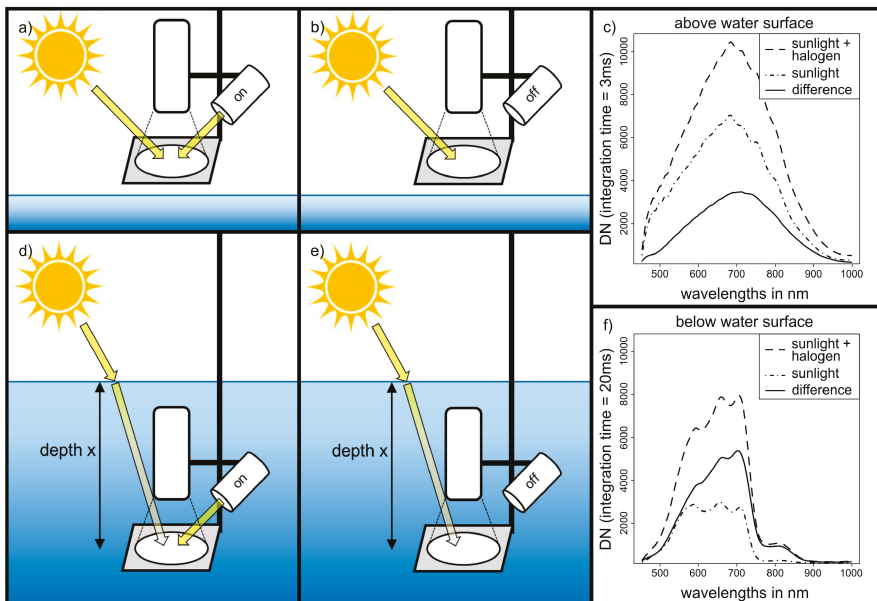 a)
on
b)
off
c)
above water surface
sunlight +
halogen
sunlight
difference
DN (integration time = 3ms)
10000
8000
6000
4000
2000
500 600 700 800 900 1000
wavelengths in nm
d)
depth x
on
e)
depth x
off
f)
below water surface
sunlight +
halogen
sunlight
difference
DN (integration time = 20ms)
10000
8000
6000
4000
2000
500 600 700 800 900 1000
wavelengths in nm